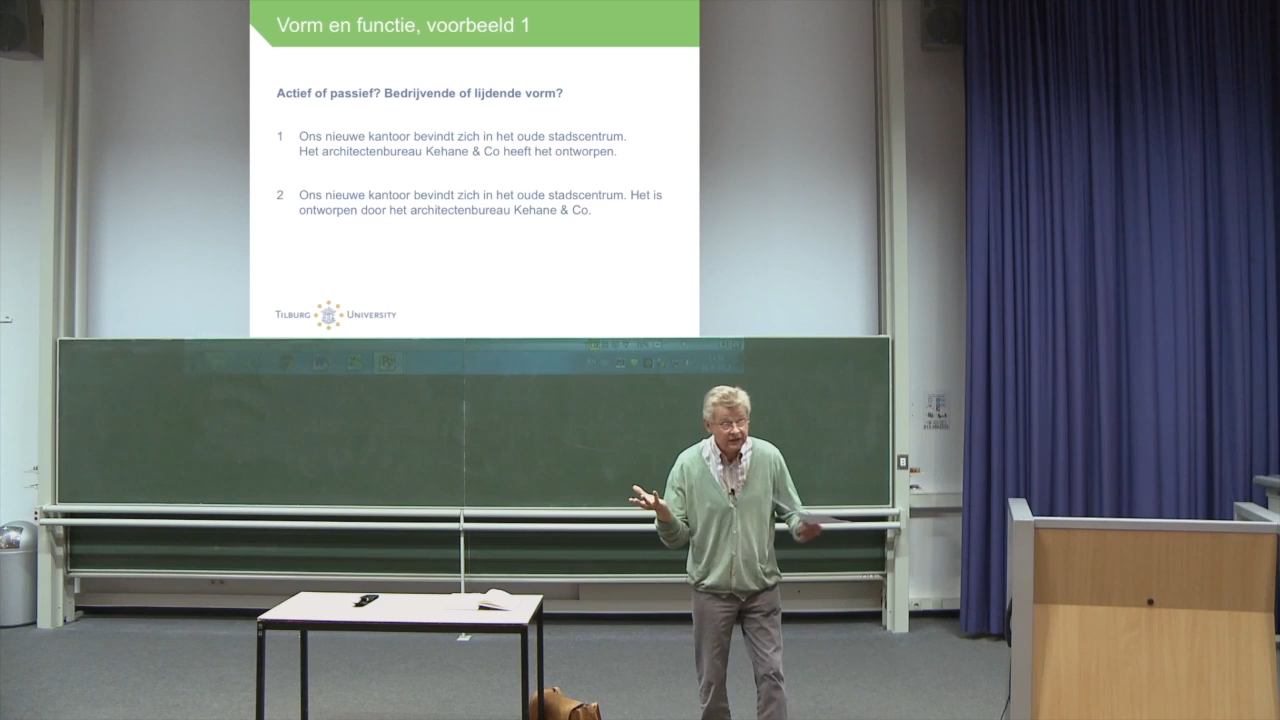 Vorm en functie, voorbeeld 1
Actief of passief? Bedrijvende of lijdende vorm?
1 Ons nieuwe kantoor bevindt zich in het oude stadscentrum.
Het architectenbureau Kehane & Co heeft het ontworpen.
2 Ons nieuwe kantoor bevindt zich in het oude stadscentrum. Het is
ontworpen door het architectenbureau Kehane & Co.
TILBURG UNIVERSITY
B